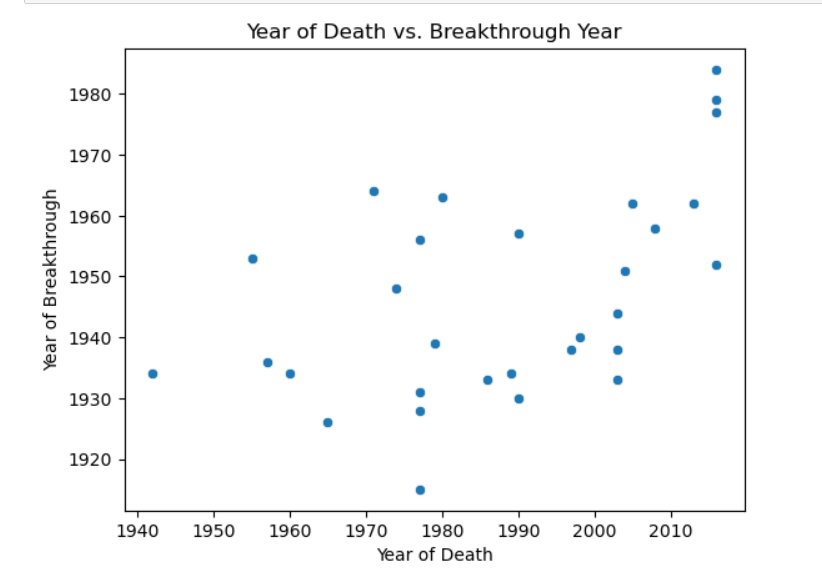 Year of Death vs. Breakthrough Year
1980
1970
1960
1950
1940
1930
1920
Year of Breakthrough
1940 1950 1960 1970 1980 1990 2000 2010
Year of Death